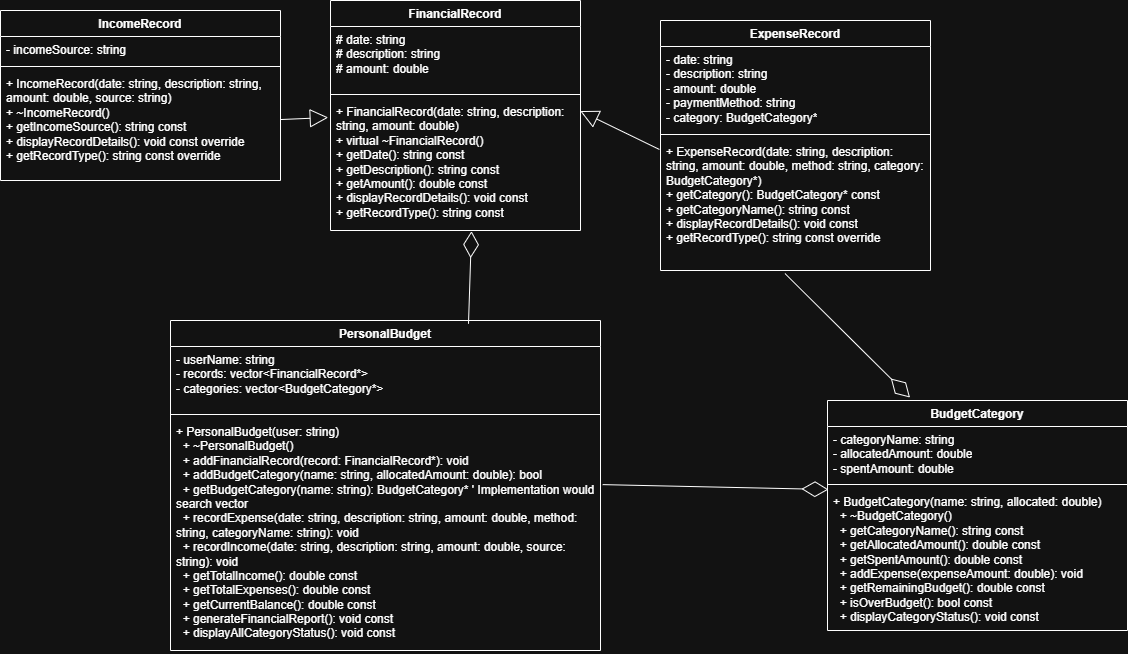 IncomeRecord
- incomeSource: string
+ IncomeRecord(date: string, description: string,
amount: double, source: string)
+ ~IncomeRecord()
+ getIncomeSource(): string const
+ displayRecordDetails(): void const override
+ getRecordType(): string const override
FinancialRecord
# date: string
# description: string
# amount: double
+ FinancialRecord(date: string, description:
string, amount: double)
+ virtual ~FinancialRecord()
+ getDate(): string const
+ getDescription(): string const
+ getAmount(): double const
+ displayRecordDetails(): void const
+ getRecordType(): string const
ExpenseRecord
- date: string
- description: string
- amount: double
- paymentMethod: string
- category: BudgetCategory*
+ ExpenseRecord(date: string, description:
string, amount: double, method: string, category:
BudgetCategory*)
+ getCategory(): BudgetCategory* const
+ getCategoryName(): string const
+ displayRecordDetails(): void const
+ getRecordType(): string const override
PersonalBudget
- userName: string
- records: vector<FinancialRecord*>
- categories: vector<BudgetCategory*>
+ PersonalBudget(user: string)
+ ~PersonalBudget()
+ addFinancialRecord(record: FinancialRecord*): void
+ addBudgetCategory(name: string, allocatedAmount: double): bool
+ getBudgetCategory(name: string): BudgetCategory* ' Implementation would
search vector
+ recordExpense(date: string, description: string, amount: double, method:
string, categoryName: string): void
+ recordIncome(date: string, description: string, amount: double, source:
string): void
+ getTotalIncome(): double const
+ getTotalExpenses(): double const
+ getCurrentBalance(): double const
+ generateFinancialReport(): void const
+ displayAllCategoryStatus(): void const
BudgetCategory
- categoryName: string
- allocatedAmount: double
- spentAmount: double
+ BudgetCategory(name: string, allocated: double)
+ ~BudgetCategory()
+ getCategoryName(): string const
+ getAllocatedAmount(): double const
+ getSpentAmount(): double const
+ addExpense(expenseAmount: double): void
+ getRemainingBudget(): double const
+ isOverBudget(): bool const
+ displayCategoryStatus(): void const